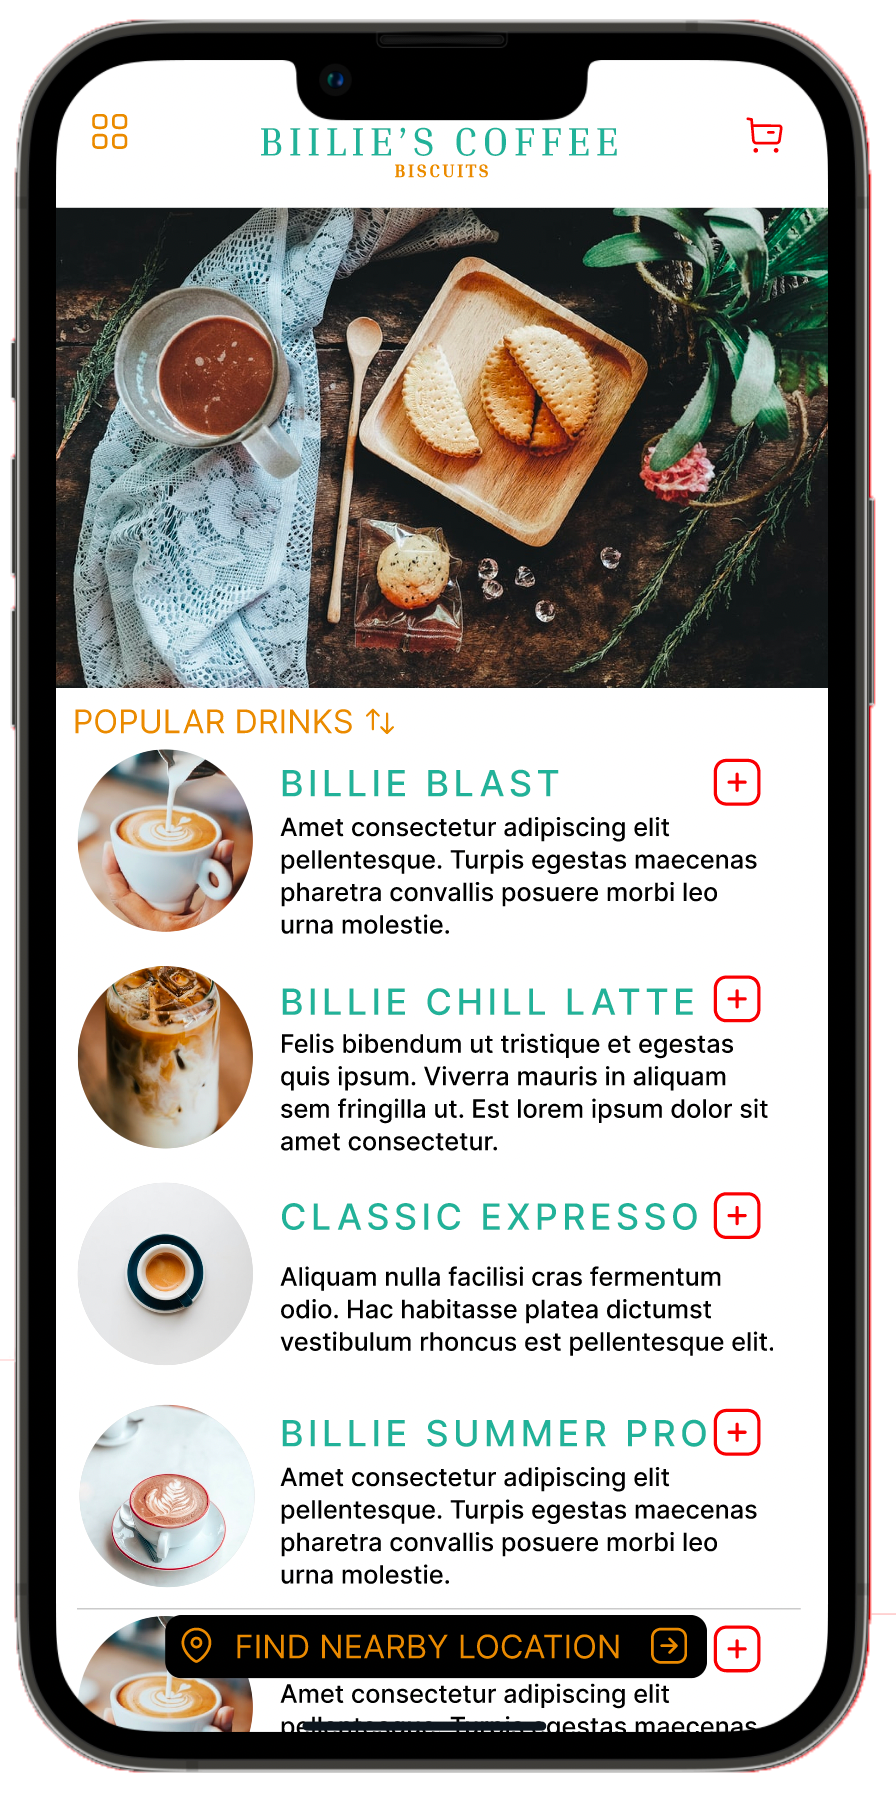 BIILIE’S COFFEE
BISCUITS
POPULAR DRINKS
BILLIE BLAST
Amet consectetur adipiscing elit
pellentesque. Turpis egestas maecenas
pharetra convallis posuere morbi leo
urna molestie.
BILLIE CHILL LATTE
Felis bibendum ut tristique et egestas
quis ipsum. Viverra mauris in aliquam
sem fringilla ut. Est lorem ipsum dolor sit
amet consectetur.
CLASSIC EXPRESSO
Aliquam nulla facilisi cras fermentum
odio. Hac habitasse platea dictumst
vestibulum rhoncus est pellentesque elit.
BILLIE SUMMER PRO
Amet consectetur adipiscing elit
pellentesque. Turpis egestas maecenas
pharetra convallis posuere morbi leo
urna molestie.
FIND NEARBY LOCATION
Amet consectetur adipiscing elit
pellentesque. Turpis egestas maecenas